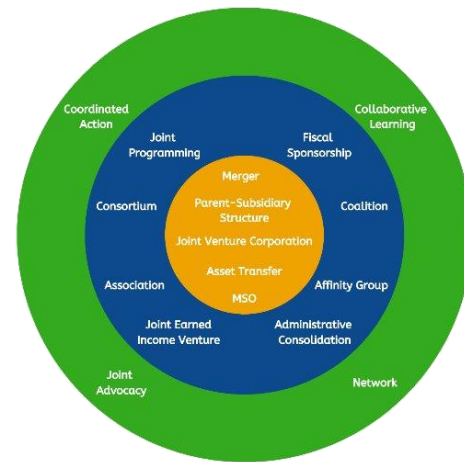 Coordinated
Action
Collaborative
Learning
Joint
Programming
Fiscal
Sponsorship
Merger
Parent-Subsidiary
Structure
Consortium
Coalition
Joint Venture Corporation
Asset Transfer
Association
Affinity Group
MSO
Joint Earned
Income Venture
Administrative
Consolidation
Joint
Advocacy
Network